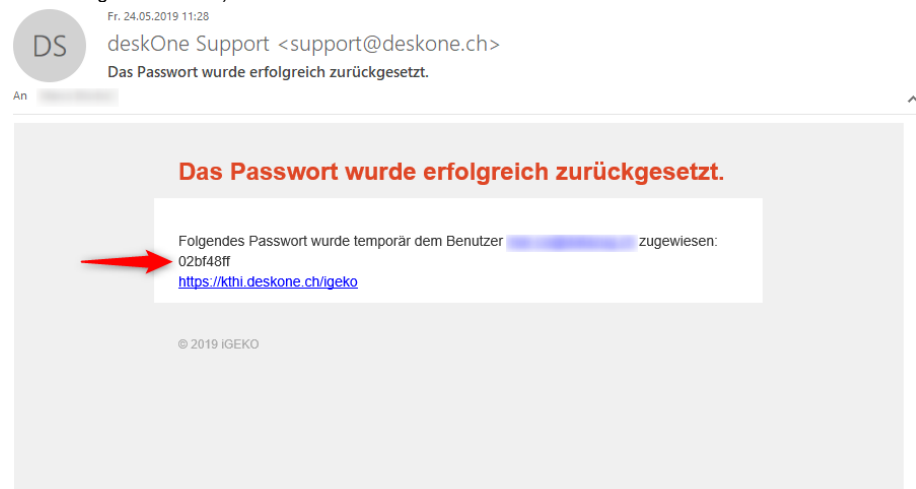 Fr. 24.05.2019 11:28
DS
deskOne Support <support@deskone.ch>
Das Passwort wurde erfolgreich zurückgesetzt.
An
Das Passwort wurde erfolgreich zurückgesetzt.
Folgendes Passwort wurde temporär dem Benutzer zugewiesen:
02bf48ff
https://kthi.deskone.ch/igeko
© 2019 iGEKO